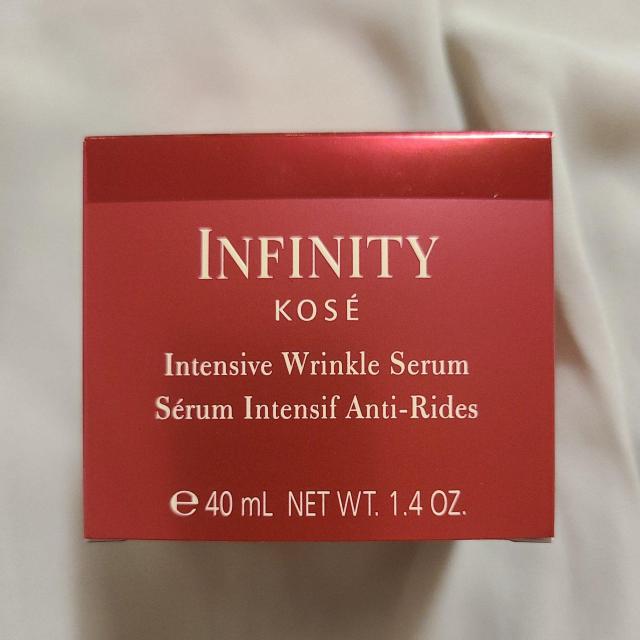 INFINITY
KOSÉ
Intensive Wrinkle Serum
Sérum Intensif Anti-Rides
℮ 40 mL NET WT. 1.4 OZ.